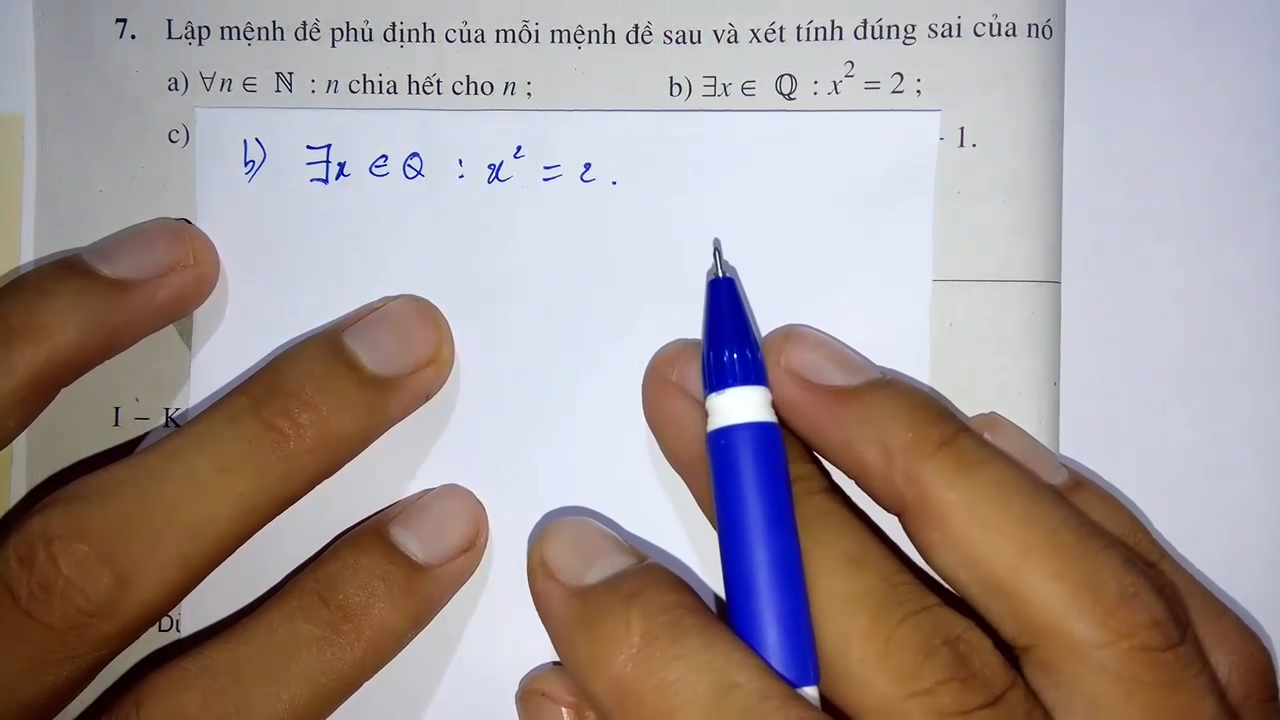 7. Lập mệnh đề phủ định của mỗi mệnh đề sau và xét tính đúng sai của nó
a) ∀n ∈ ℕ : n chia hết cho n ; b) ∃x ∈ ℚ : x² = 2 ;
c) - 1.
b) ∃x ∈ Q : x² = 2 .
I – K
Dị